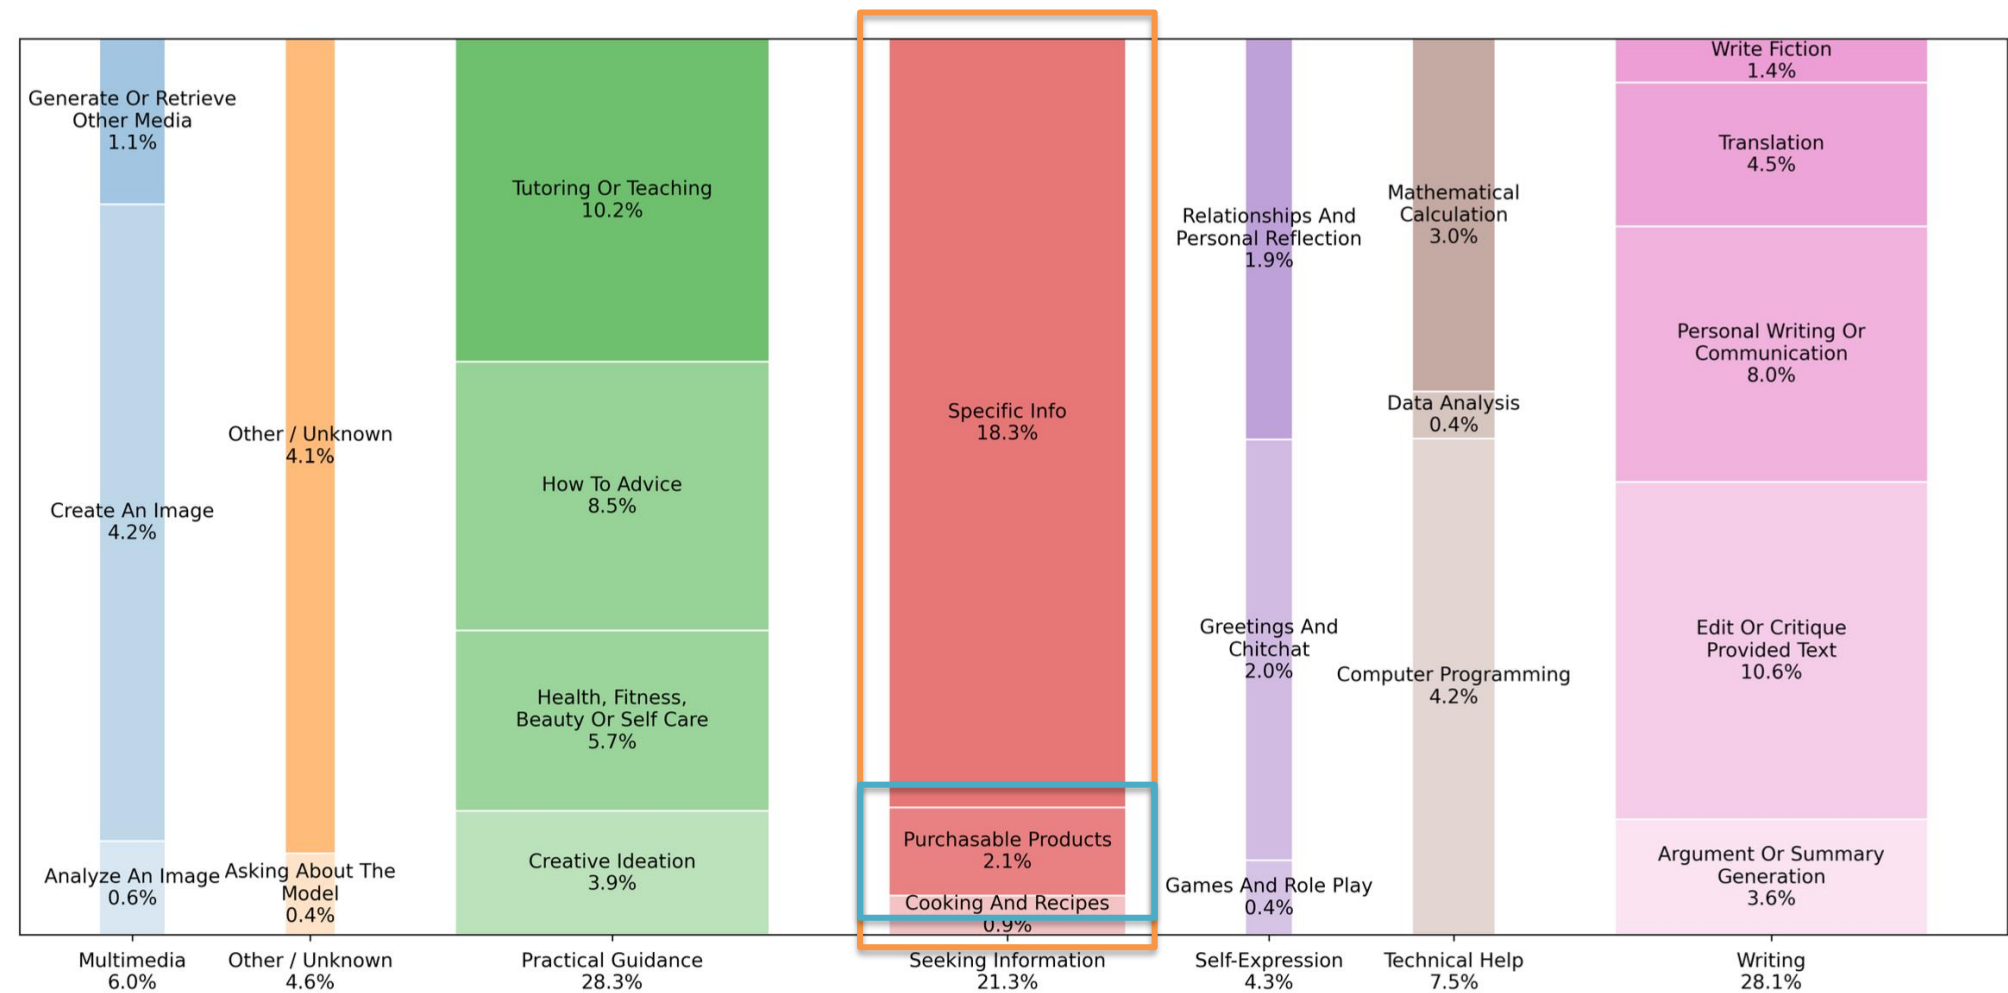 Generate Or Retrieve
Other Media
1.1%
Create An Image
4.2%
Analyze An Image
0.6%
Multimedia
6.0%
Other / Unknown
4.1%
Asking About The
Model
0.4%
Other / Unknown
4.6%
Tutoring Or Teaching
10.2%
How To Advice
8.5%
Health, Fitness,
Beauty Or Self Care
5.7%
Creative Ideation
3.9%
Practical Guidance
28.3%
Specific Info
18.3%
Purchasable Products
2.1%
Cooking And Recipes
0.9%
Seeking Information
21.3%
Relationships And
Personal Reflection
1.9%
Greetings And
Chitchat
2.0%
Games And Role Play
0.4%
Self-Expression
4.3%
Mathematical
Calculation
3.0%
Data Analysis
0.4%
Computer Programming
4.2%
Technical Help
7.5%
Write Fiction
1.4%
Translation
4.5%
Personal Writing Or
Communication
8.0%
Edit Or Critique
Provided Text
10.6%
Argument Or Summary
Generation
3.6%
Writing
28.1%